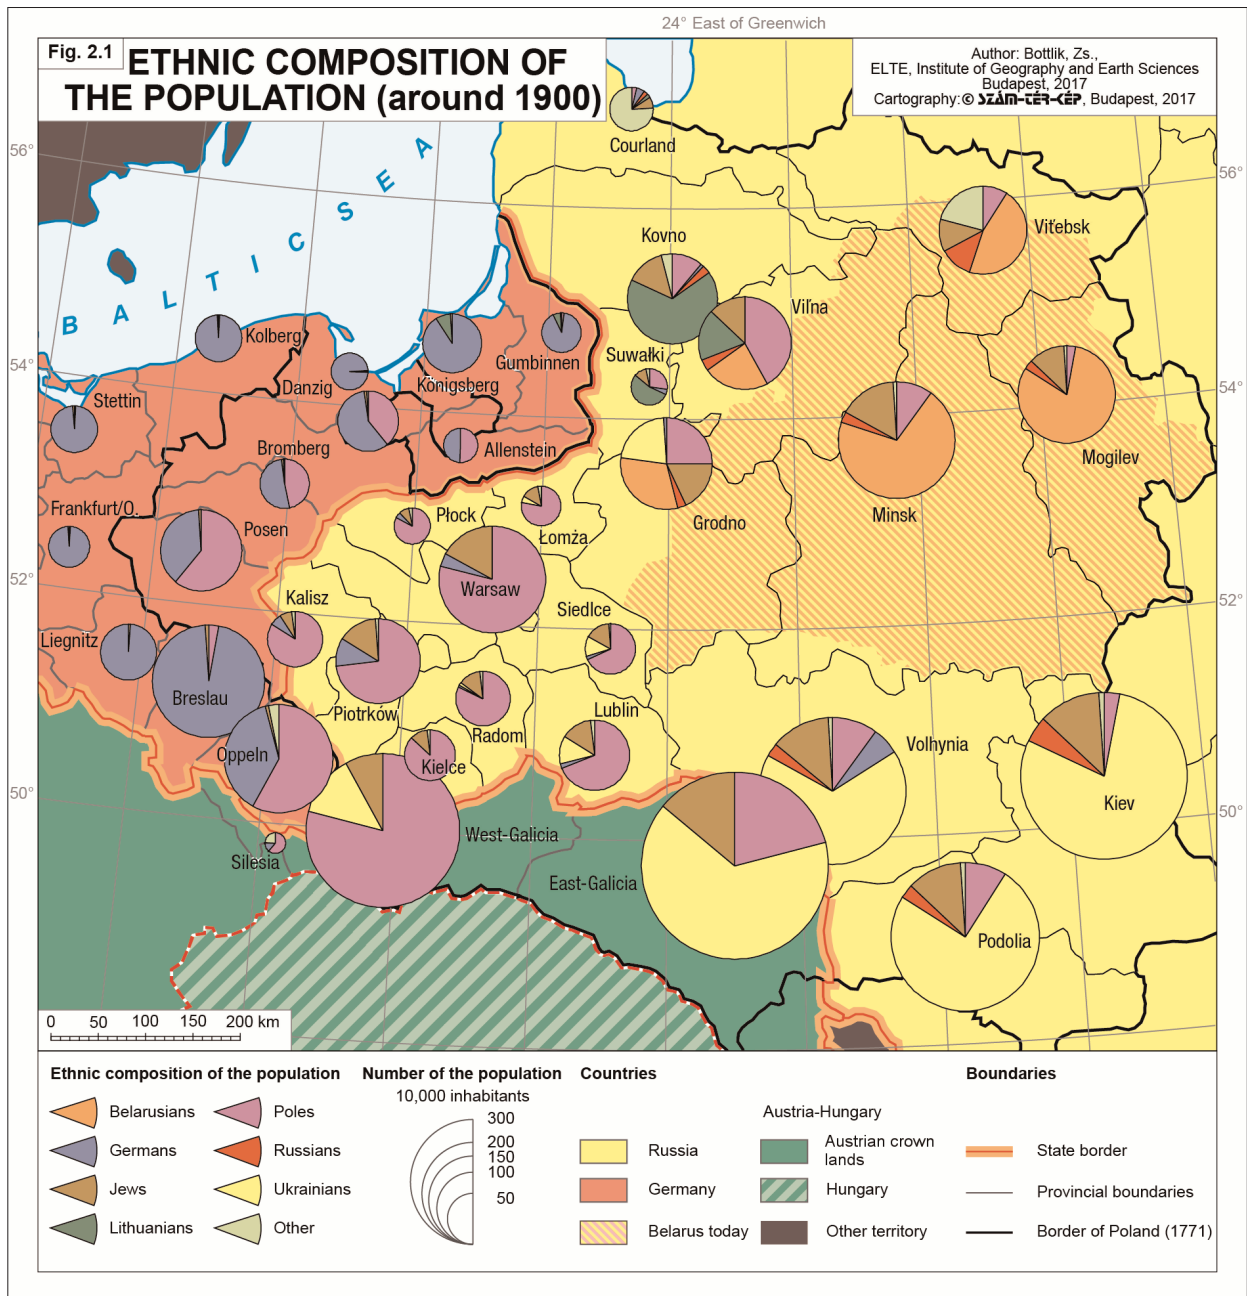 24° East of Greenwich
Fig. 2.1
ETHNIC COMPOSITION OF
THE POPULATION (around 1900)
Author: Bottlik, Zs.,
ELTE, Institute of Geography and Earth Sciences
Budapest, 2017
Cartography:© SZÁM-TÉR-KÉP, Budapest, 2017
56°
56°
54°
54°
52°
52°
50°
50°
BALTIC SEA
Courland
Viťebsk
Kovno
Viľna
Kolberg
Suwałki
Gumbinnen
Danzig
Königsberg
Stettin
Allenstein
Bromberg
Mogilev
Frankfurt/O.
Posen
Płock
Łomża
Grodno
Minsk
Warsaw
Kalisz
Siedlce
Liegnitz
Breslau
Piotrków
Radom
Lublin
Oppeln
Kielce
Volhynia
Kiev
Silesia
West-Galicia
East-Galicia
Podolia
0 50 100 150 200 km
Ethnic composition of the population
Belarusians
Poles
Germans
Russians
Jews
Ukrainians
Lithuanians
Other
Number of the population
10,000 inhabitants
300
200
150
100
50
Countries
Austria-Hungary
Russia
Austrian crown
lands
Germany
Hungary
Belarus today
Other territory
Boundaries
State border
Provincial boundaries
Border of Poland (1771)